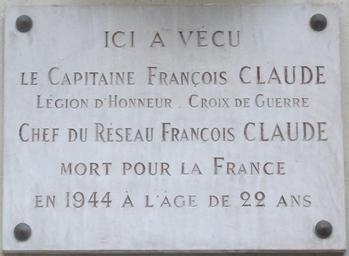 ICI A VÉCU
LE CAPITAINE FRANÇOIS CLAUDE
LÉGION D'HONNEUR . CROIX DE GUERRE
CHEF DU RÉSEAU FRANCOIS CLAUDE
MORT POUR LA FRANCE
EN 1944 À L'ÂGE DE 22 ANS